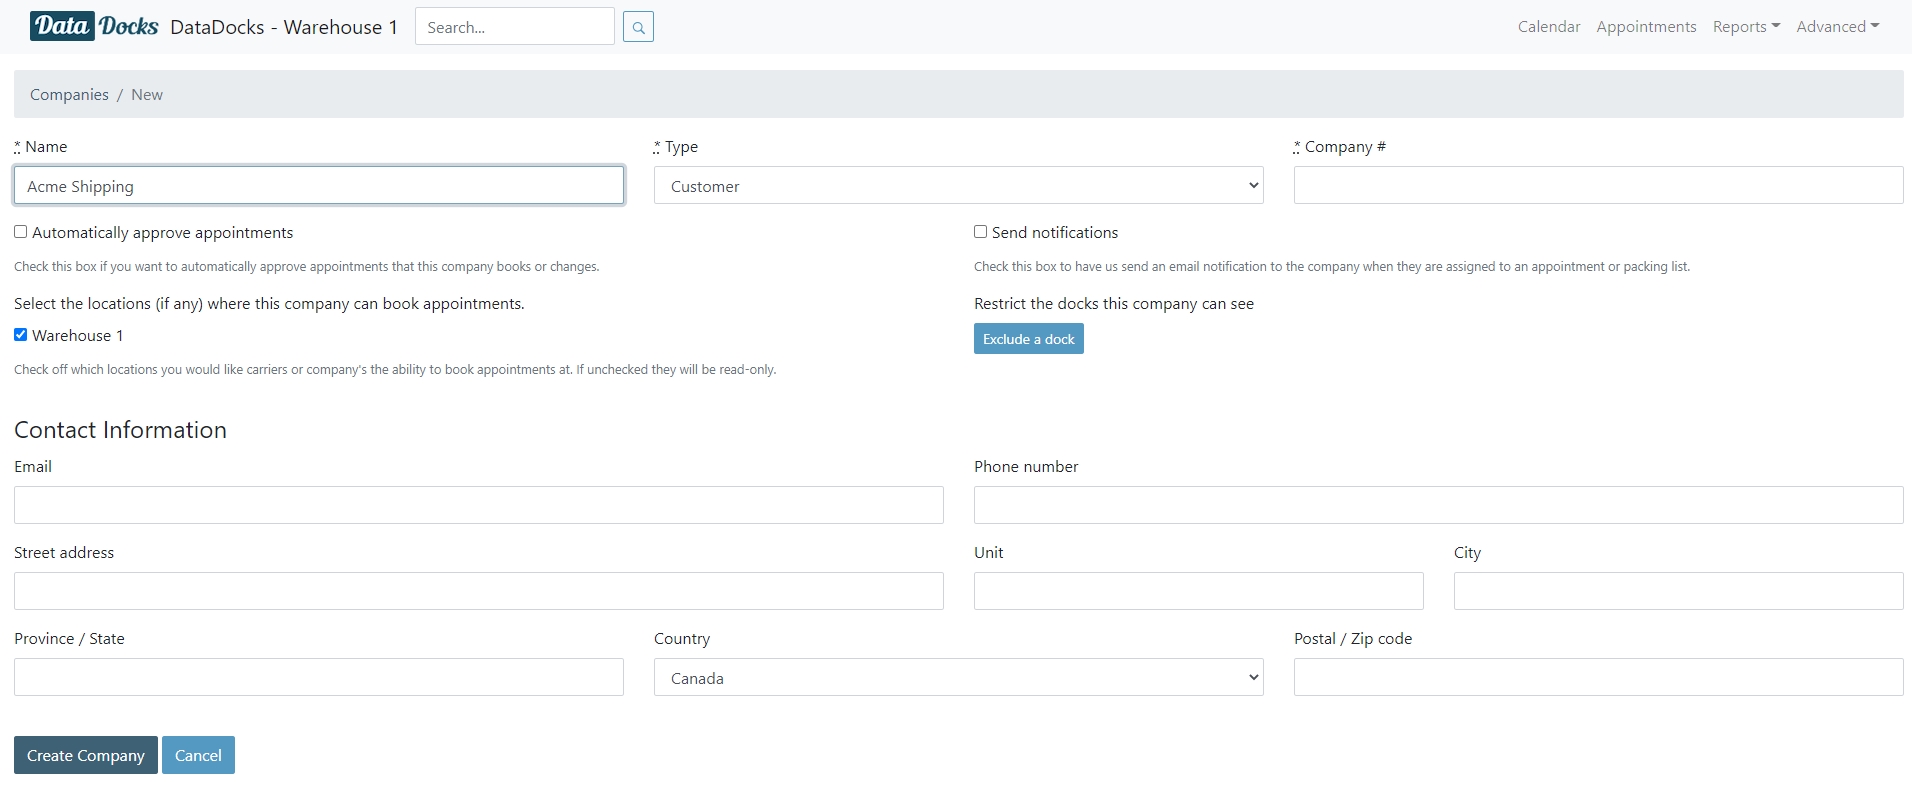 Data Docks DataDocks - Warehouse 1 Search... Calendar Appointments Reports Advanced
Companies / New
* Name * Type * Company #
Acme Shipping Customer
Automatically approve appointments Send notifications
Check this box if you want to automatically approve appointments that this company books or changes. Check this box to have us send an email notification to the company when they are assigned to an appointment or packing list.
Select the locations (if any) where this company can book appointments. Restrict the docks this company can see
Warehouse 1 Exclude a dock
Check off which locations you would like carriers or company's the ability to book appointments at. If unchecked they will be read-only.
Contact Information
Email Phone number
Street address Unit City
Province / State Country Postal / Zip code
Canada
Create Company Cancel